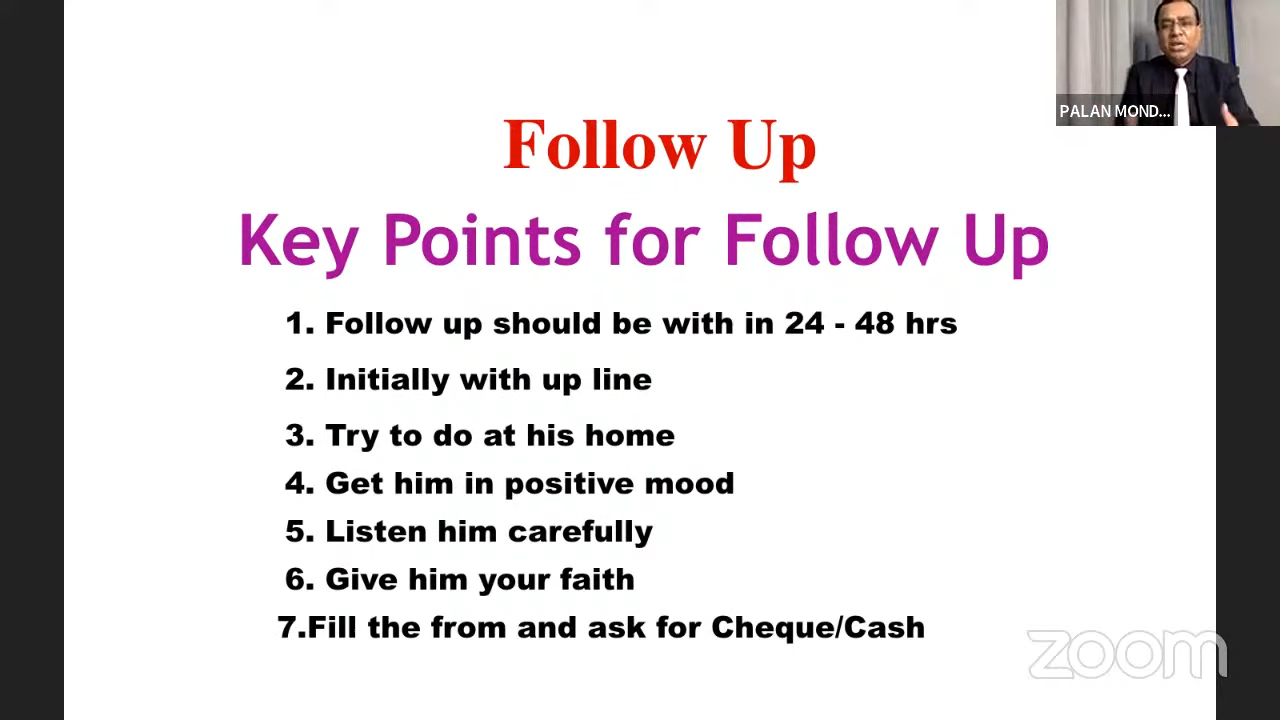 PALAN MOND...
Follow Up
Key Points for Follow Up
1. Follow up should be with in 24 - 48 hrs
2. Initially with up line
3. Try to do at his home
4. Get him in positive mood
5. Listen him carefully
6. Give him your faith
7.Fill the from and ask for Cheque/Cash
zoom